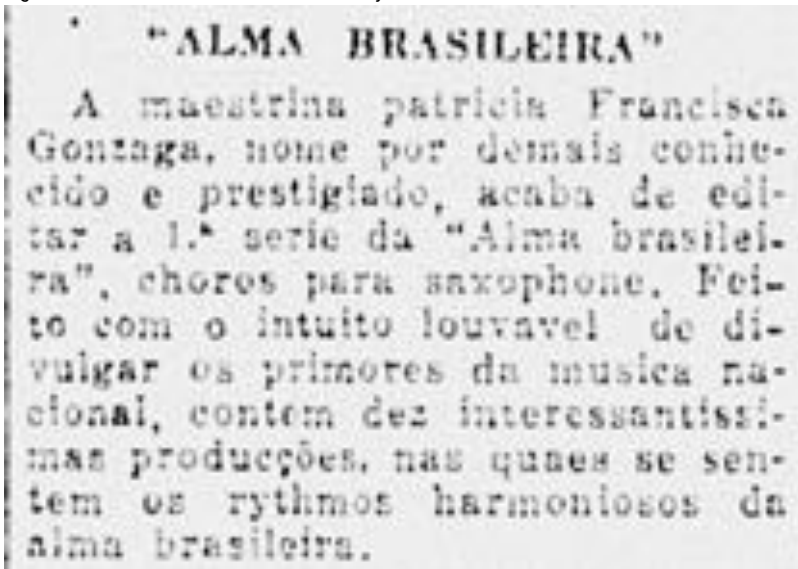 "ALMA BRASILEIRA"
A maestrina patricia Francisca
Gonzaga, nome por demais conhe-
cido e prestigiado, acaba de edi-
tar a 1.ª serie da "Alma brasilei-
ra", choros para saxophone. Fei-
to com o intuito louvavel de di-
vulgar os primores da musica na-
cional, contem dez interessantissi-
mas producções, nas quaes se sen-
tem os rythmos harmoniosos da
alma brasileira.